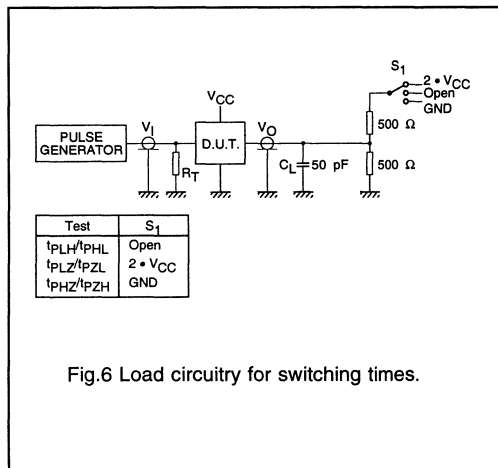 S1
2 • VCC
Open
GND
VCC
500 Ω
PULSE GENERATOR
VI
D.U.T.
VO
RT
CL 50 pF
500 Ω
Test S1
tPLH/tPHL Open
tPLZ/tPZL 2 • VCC
tPHZ/tPZH GND
Fig.6 Load circuitry for switching times.